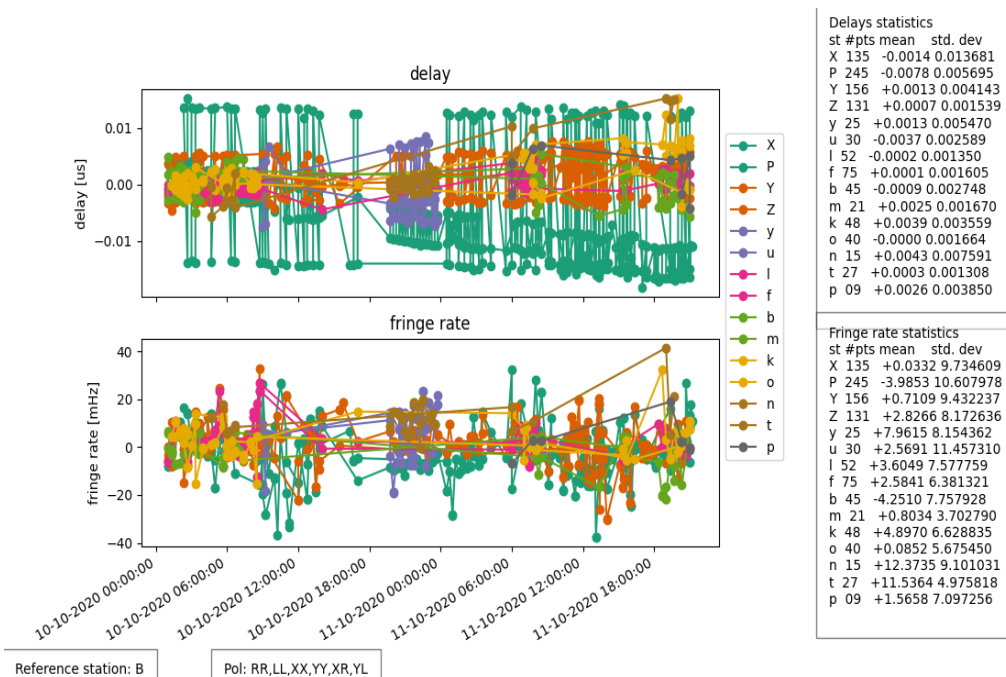 delay
0.01
0.00
−0.01
delay [us]
fringe rate
40
20
0
−20
−40
fringe rate [mHz]
10-10-2020 00:00:00
10-10-2020 06:00:00
10-10-2020 12:00:00
10-10-2020 18:00:00
11-10-2020 00:00:00
11-10-2020 06:00:00
11-10-2020 12:00:00
11-10-2020 18:00:00
X
P
Y
Z
y
u
l
f
b
m
k
o
n
t
p
Delays statistics
st #pts mean std. dev
X 135 -0.0014 0.013681
P 245 -0.0078 0.005695
Y 156 +0.0013 0.004143
Z 131 +0.0007 0.001539
y 25 +0.0013 0.005470
u 30 -0.0037 0.002589
l 52 -0.0002 0.001350
f 75 +0.0001 0.001605
b 45 -0.0009 0.002748
m 21 +0.0025 0.001670
k 48 +0.0039 0.003559
o 40 -0.0000 0.001664
n 15 +0.0043 0.007591
t 27 +0.0003 0.001308
p 09 +0.0026 0.003850
Fringe rate statistics
st #pts mean std. dev
X 135 +0.0332 9.734609
P 245 -3.9853 10.607978
Y 156 +0.7109 9.432237
Z 131 +2.8266 8.172636
y 25 +7.9615 8.154362
u 30 +2.5691 11.457310
l 52 +3.6049 7.577759
f 75 +2.5841 6.381321
b 45 -4.2510 7.757928
m 21 +0.8034 3.702790
k 48 +4.8970 6.628835
o 40 +0.0852 5.675450
n 15 +12.3735 9.101031
t 27 +11.5364 4.975818
p 09 +1.5658 7.097256
Reference station: B
Pol: RR,LL,XX,YY,XR,YL